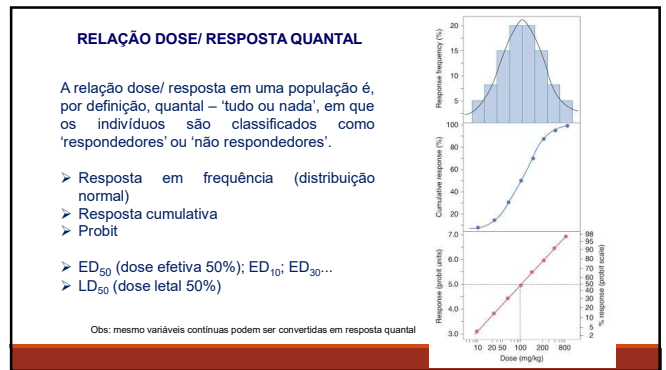 RELAÇÃO DOSE/ RESPOSTA QUANTAL
A relação dose/ resposta em uma população é,
por definição, quantal – ‘tudo ou nada’, em que
os indivíduos são classificados como
‘respondedores’ ou ‘não respondedores’.
➢ Resposta em frequência (distribuição
normal)
➢ Resposta cumulativa
➢ Probit
➢ ED50 (dose efetiva 50%); ED10; ED30...
➢ LD50 (dose letal 50%)
Obs: mesmo variáveis contínuas podem ser convertidas em resposta quantal
Response frequency (%)
20
15
10
5
Cumulative response (%)
100
80
60
40
20
Response (probit units)
7.0
6.0
5.0
4.0
3.0
98
95
90
80
70
60
50
40
30
20
10
5
2
% response (probit scale)
10 20 50 100 200 800
Dose (mg/kg)